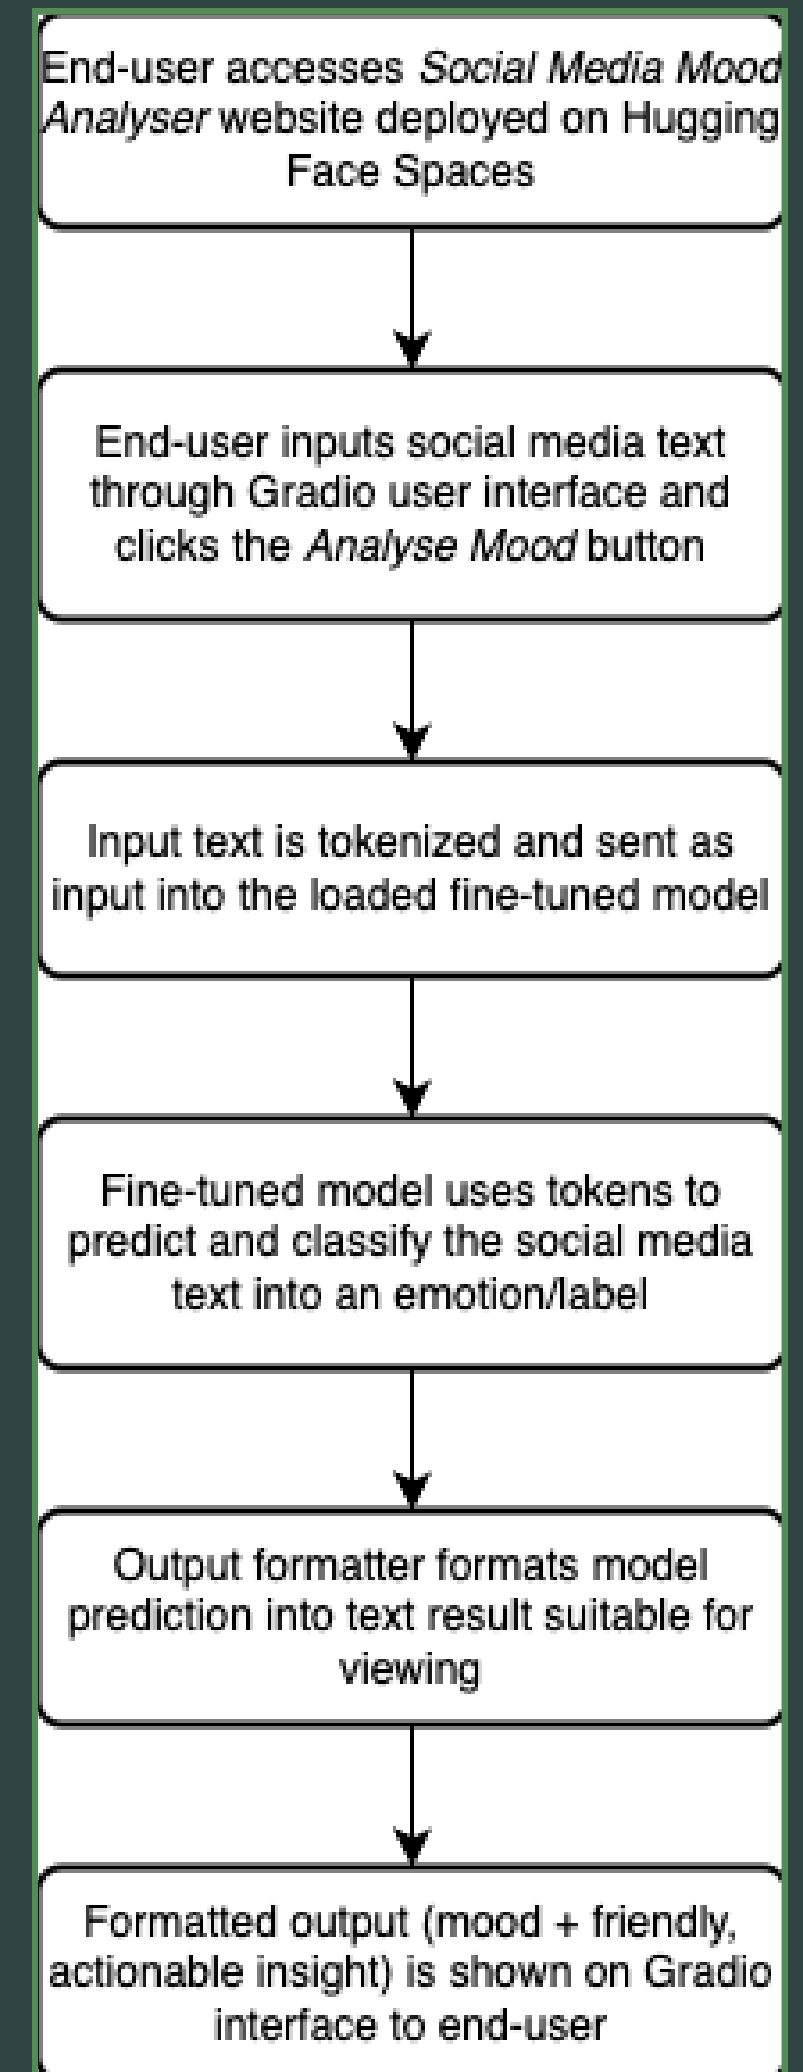 End-user accesses Social Media Mood
Analyser website deployed on Hugging
Face Spaces
End-user inputs social media text
through Gradio user interface and
clicks the Analyse Mood button
Input text is tokenized and sent as
input into the loaded fine-tuned model
Fine-tuned model uses tokens to
predict and classify the social media
text into an emotion/label
Output formatter formats model
prediction into text result suitable for
viewing
Formatted output (mood + friendly,
actionable insight) is shown on Gradio
interface to end-user